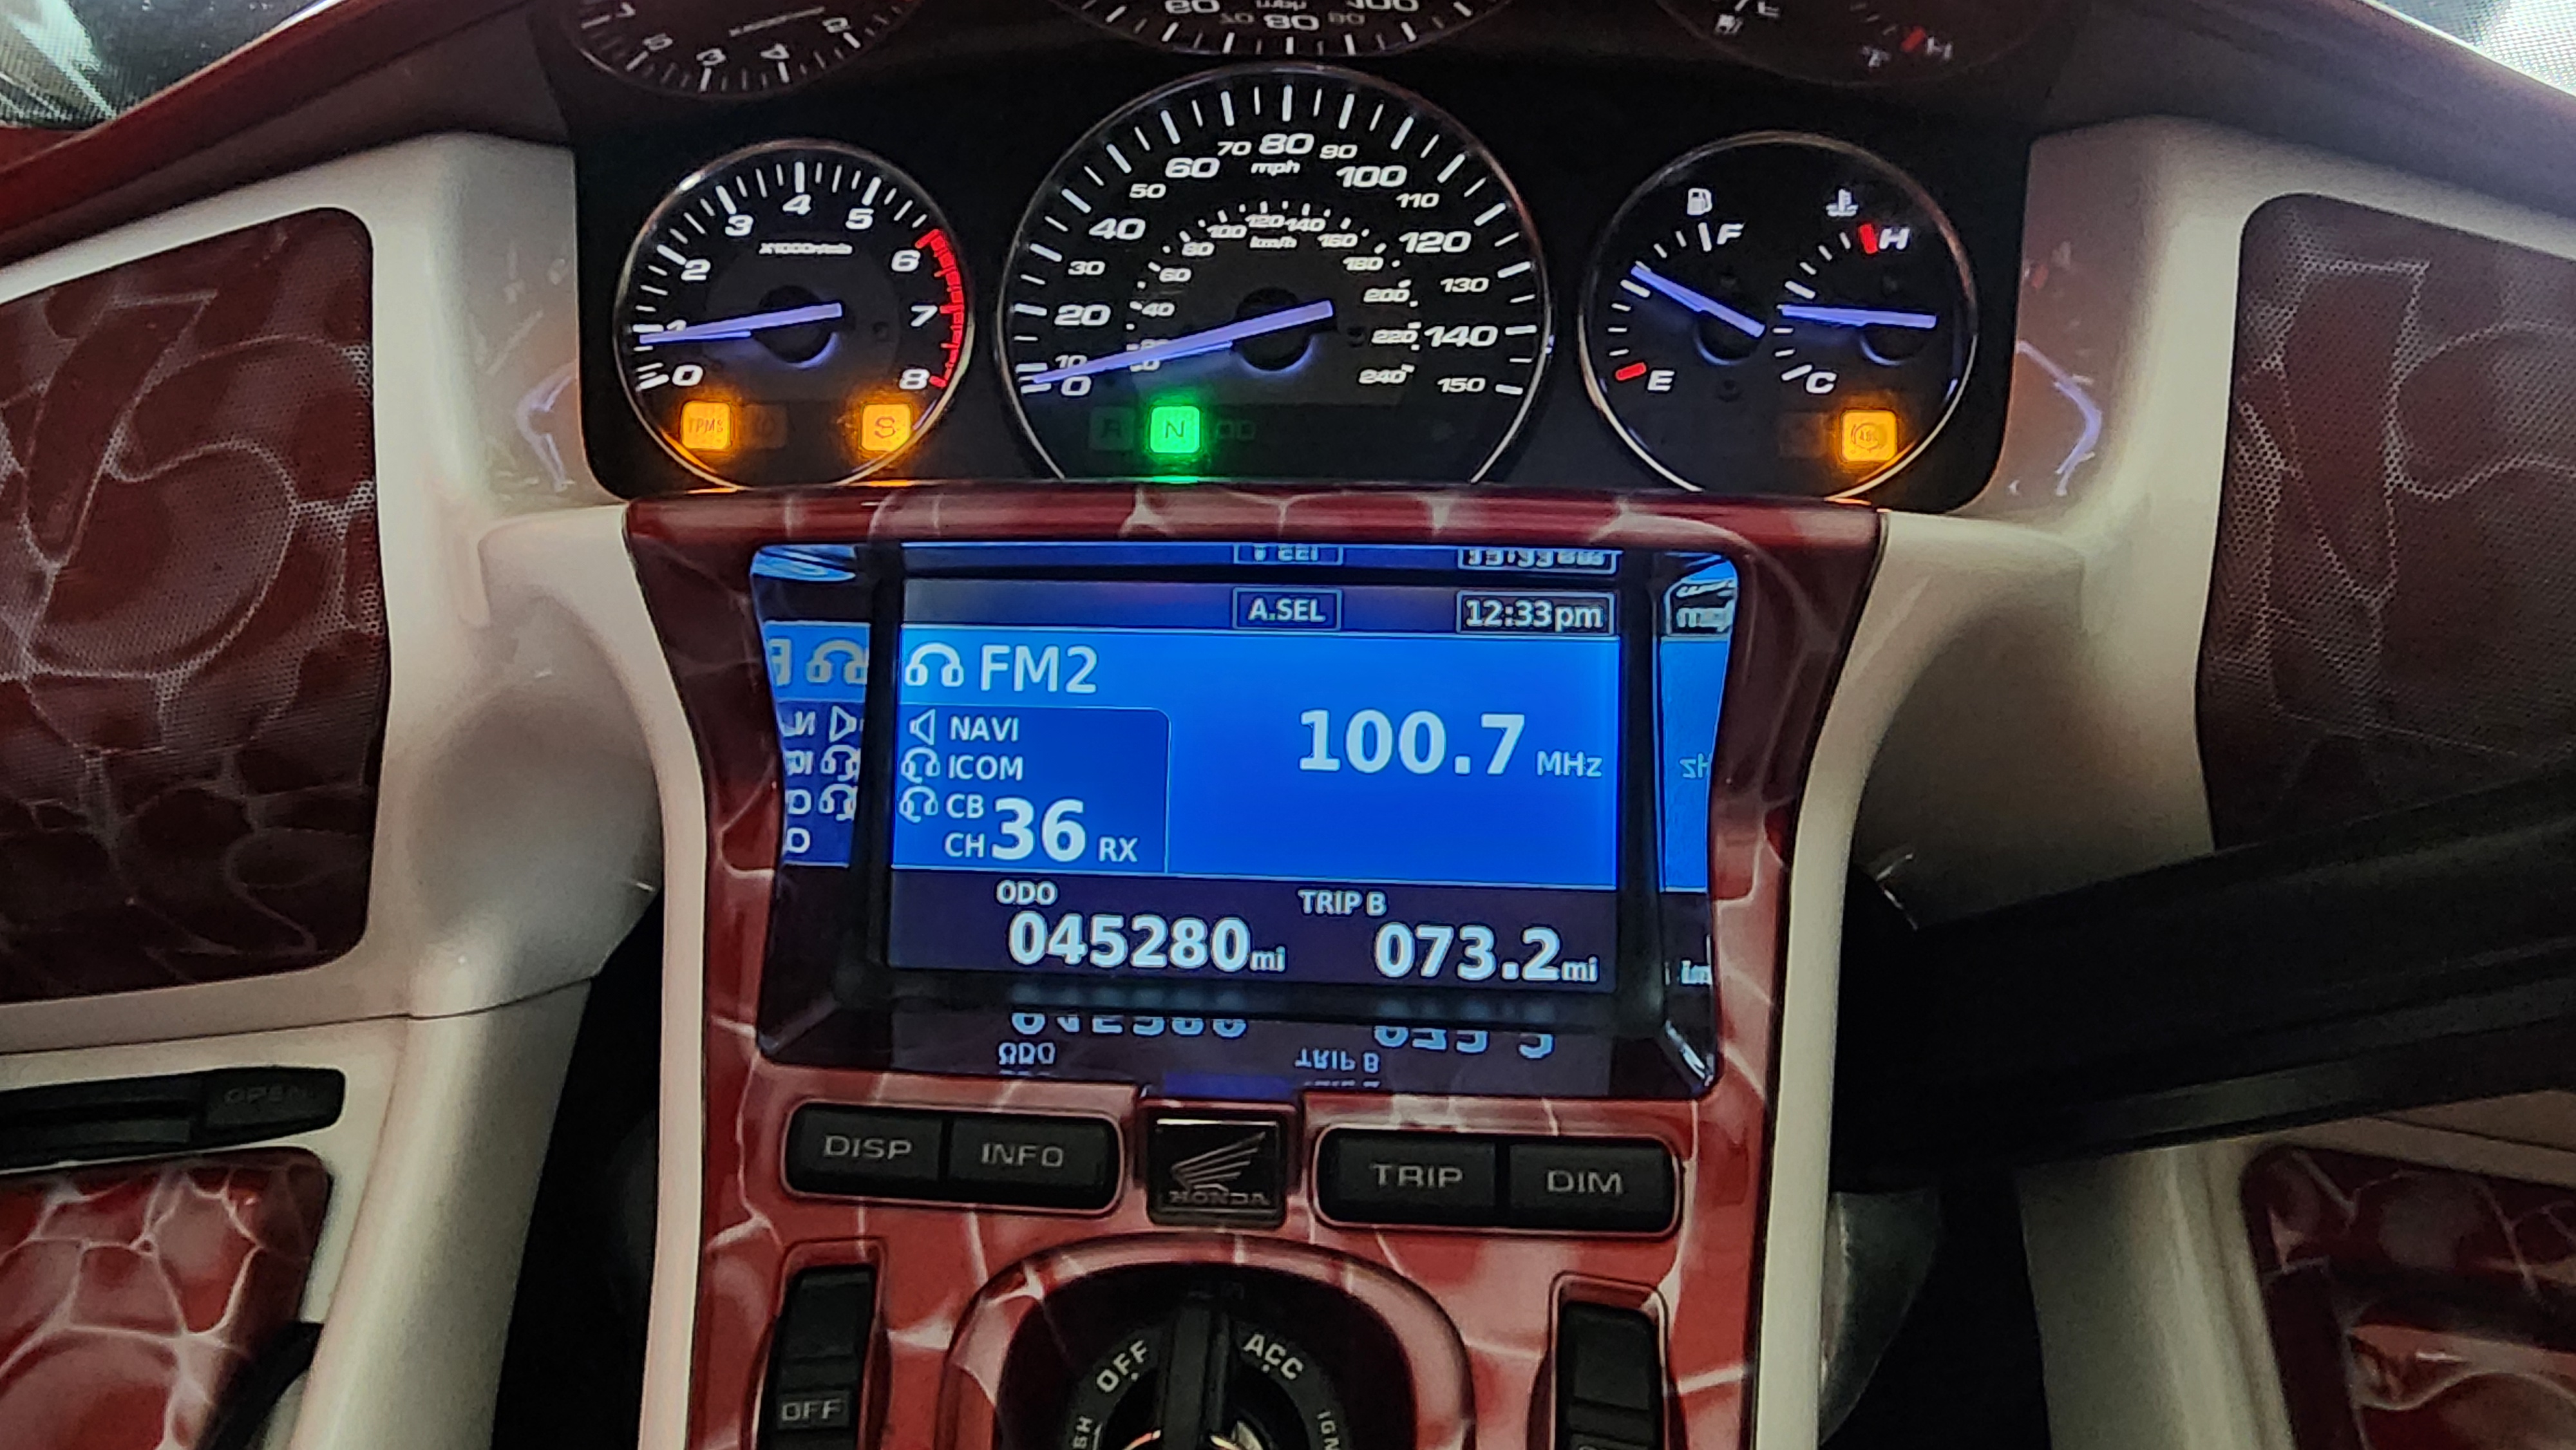 3 4 5
2 6
1 7
0 8
x1000r/min
TPMS S
70 80 90
60 mph 100
50 110
40 120
30 130
20 140
10 150
0
100 120 140
80 km/h 160
60 180
40 200
220
240
N
F H
E C
ABS
A.SEL 12:33pm
FM2
NAVI 100.7 MHz
ICOM
CB
CH 36 RX
ODO TRIP B
045280mi 073.2mi
OPEN
DISP INFO TRIP DIM
HONDA
OFF ACC
OFF